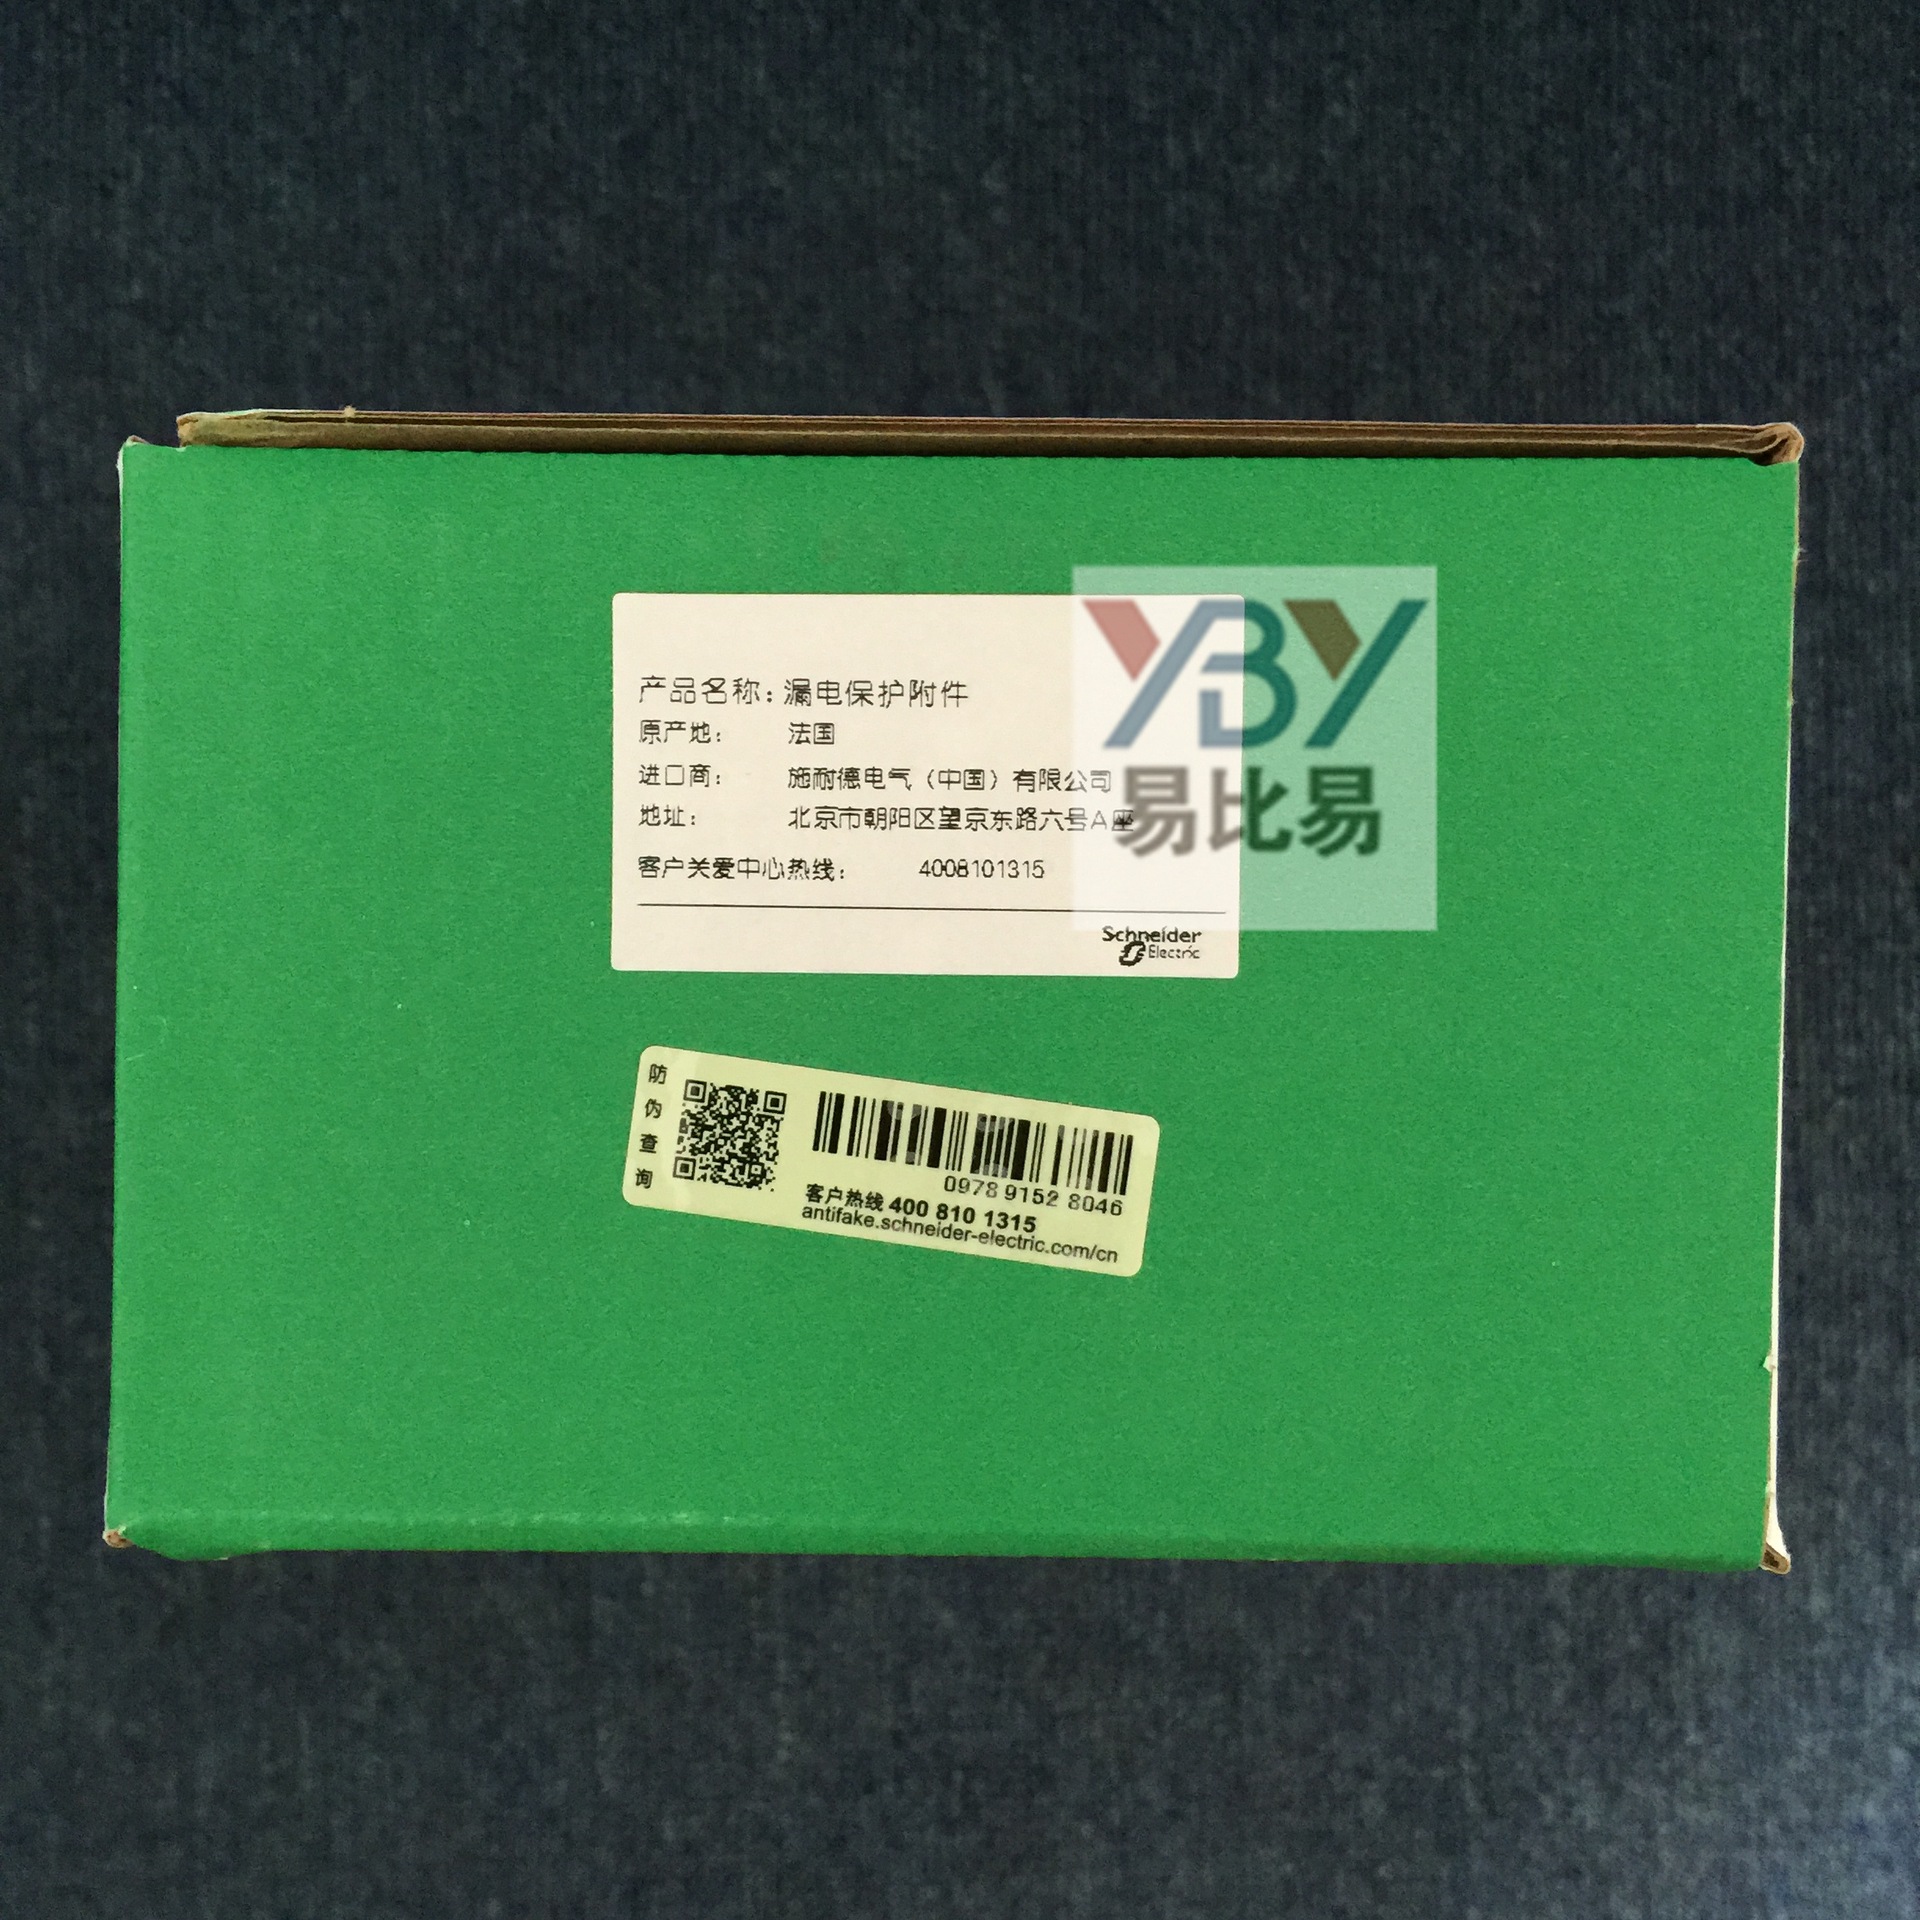 YBY
易比易
产品名称：漏电保护附件
原产地： 法国
进口商： 施耐德电气（中国）有限公司
地址： 北京市朝阳区望京东路六号A座
客户关爱中心热线： 4008101315
Schneider
Electric
防伪查询
0978 9152 8046
客户热线 400 810 1315
antifake.schneider-electric.com/cn